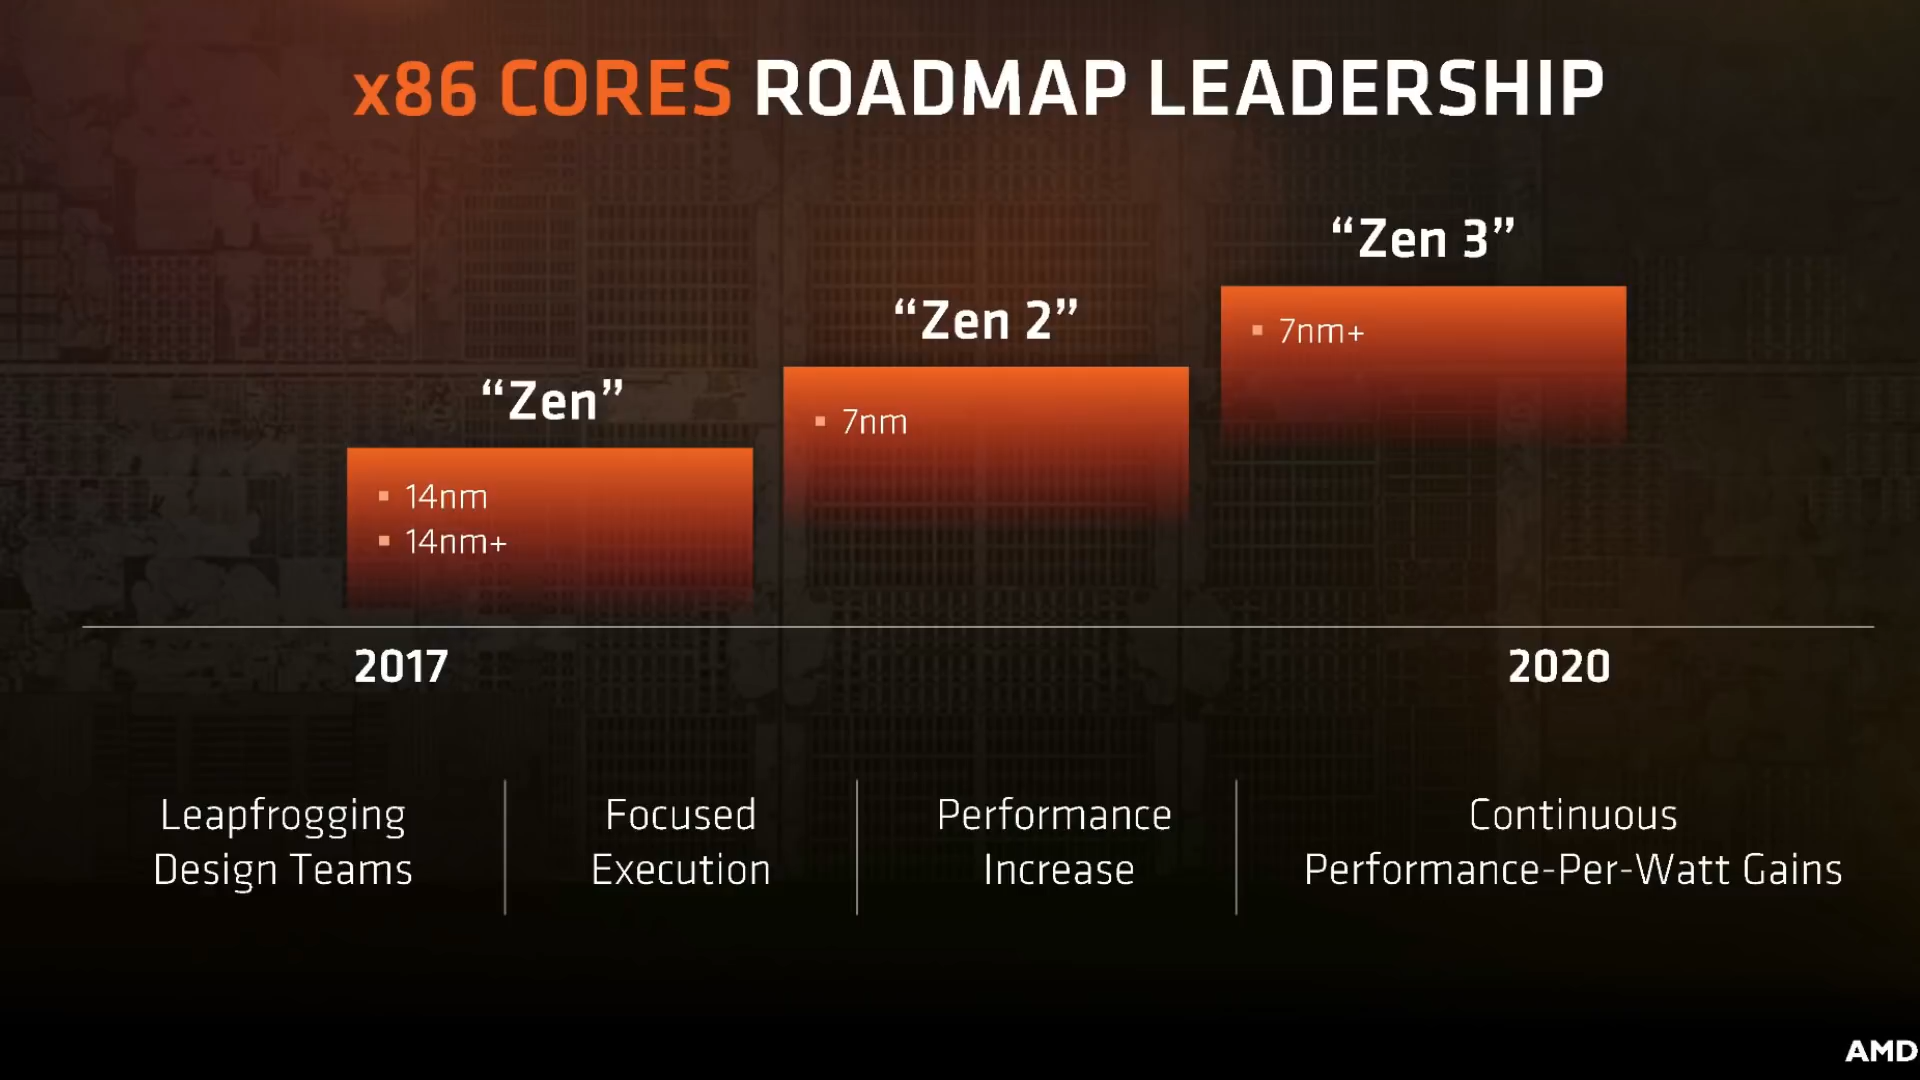 x86 CORES ROADMAP LEADERSHIP
“Zen”
▪ 14nm
▪ 14nm+
“Zen 2”
▪ 7nm
“Zen 3”
▪ 7nm+
2017
2020
Leapfrogging
Design Teams
Focused
Execution
Performance
Increase
Continuous
Performance-Per-Watt Gains
AMD